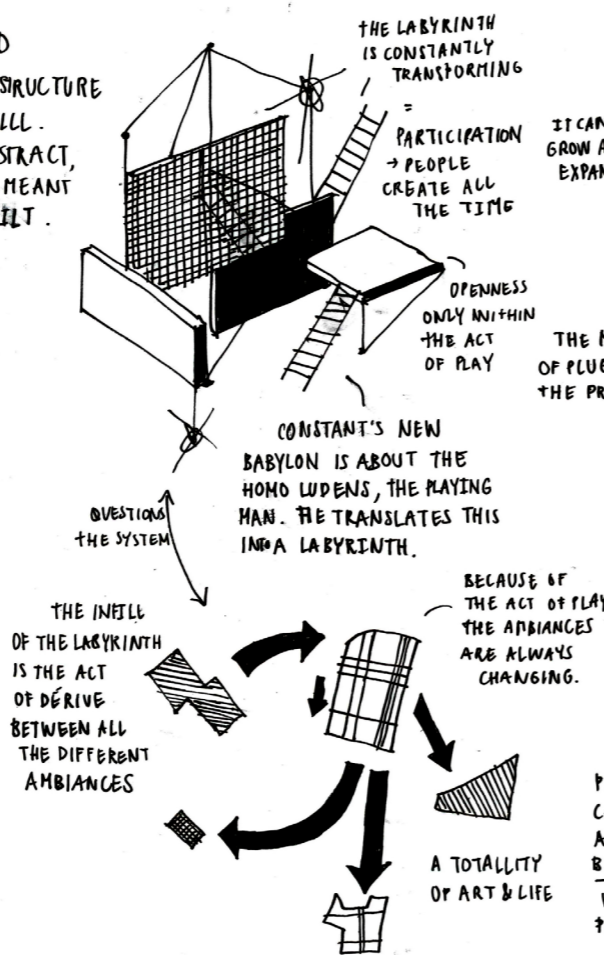 STRUCTURE
MEANT
THE LABYRINTH
IS CONSTANTLY
TRANSFORMING
=
PARTICIPATION
→ PEOPLE
CREATE ALL
THE TIME
IT CAN
GROW A
EXPAN
OPENNESS
ONLY WITHIN
THE ACT
OF PLAY
THE
OF PLUG
THE PR
CONSTANT'S NEW
BABYLON IS ABOUT THE
HOMO LUDENS, THE PLAYING
MAN. HE TRANSLATES THIS
INTO A LABYRINTH.
QUESTIONS
THE SYSTEM
THE INFILL
OF THE LABYRINTH
IS THE ACT
OF DÉRIVE
BETWEEN ALL
THE DIFFERENT
AMBIANCES
BECAUSE OF
THE ACT OF PLAY
THE AMBIANCES
ARE ALWAYS
CHANGING.
A TOTALLITY
OF ART & LIFE